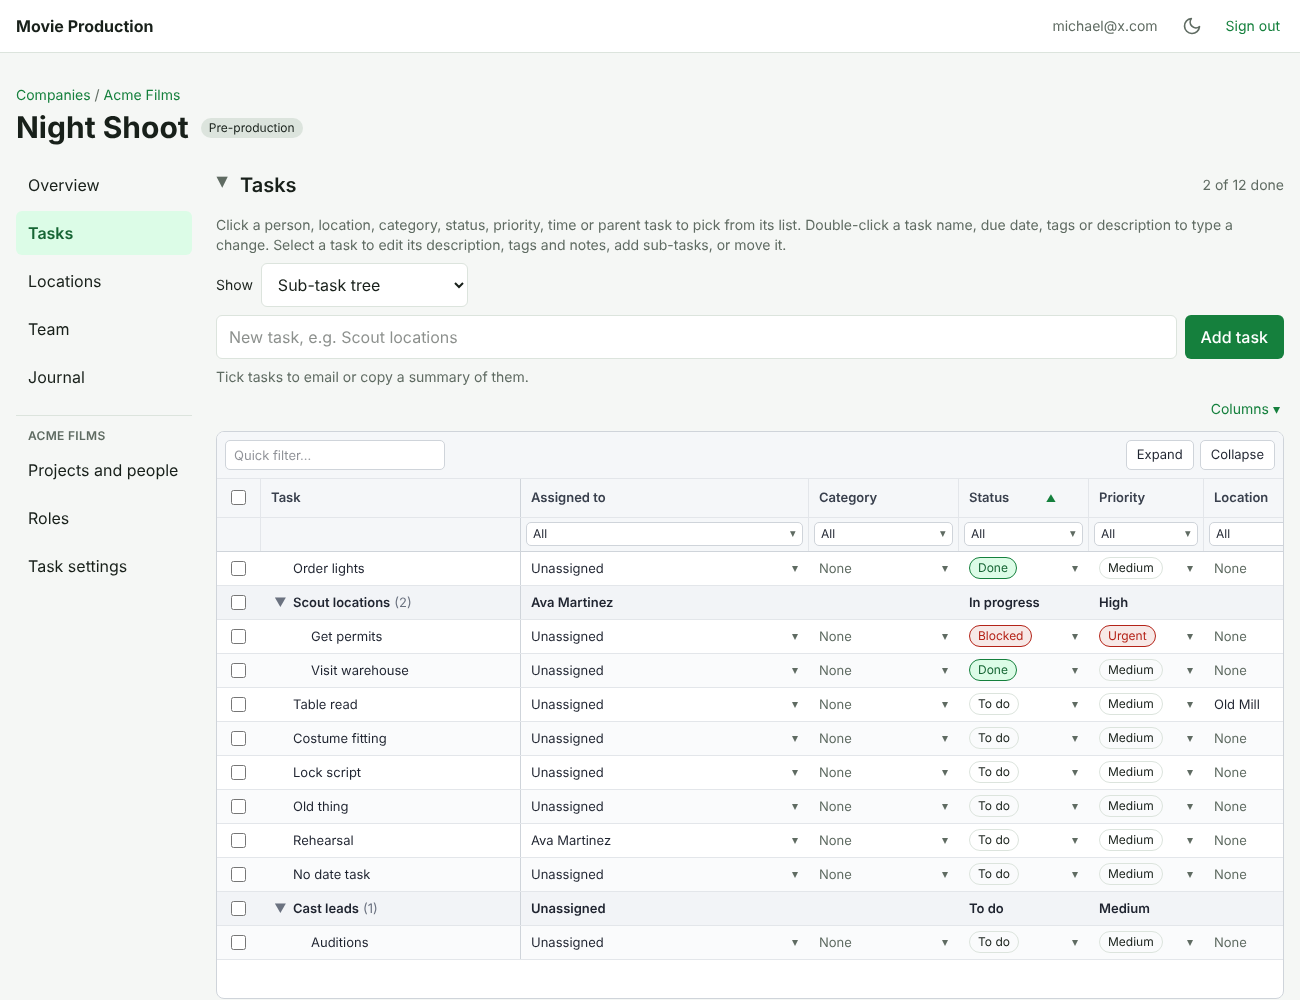 Movie Production
michael@x.com
Sign out
Companies / Acme Films
Night Shoot
Pre-production
Overview
Tasks
Locations
Team
Journal
ACME FILMS
Projects and people
Roles
Task settings
▼ Tasks
2 of 12 done
Click a person, location, category, status, priority, time or parent task to pick from its list. Double-click a task name, due date, tags or description to type a
change. Select a task to edit its description, tags and notes, add sub-tasks, or move it.
Show Sub-task tree
New task, e.g. Scout locations
Add task
Tick tasks to email or copy a summary of them.
Columns ▾
Quick filter...
Expand Collapse
Task Assigned to Category Status ▲ Priority Location
All ▾ All ▾ All ▾ All ▾ All
Order lights Unassigned ▾ None ▾ Done ▾ Medium ▾ None
▼ Scout locations (2) Ava Martinez In progress High
Get permits Unassigned ▾ None ▾ Blocked ▾ Urgent ▾ None
Visit warehouse Unassigned ▾ None ▾ Done ▾ Medium ▾ None
Table read Unassigned ▾ None ▾ To do ▾ Medium ▾ Old Mill
Costume fitting Unassigned ▾ None ▾ To do ▾ Medium ▾ None
Lock script Unassigned ▾ None ▾ To do ▾ Medium ▾ None
Old thing Unassigned ▾ None ▾ To do ▾ Medium ▾ None
Rehearsal Ava Martinez ▾ None ▾ To do ▾ Medium ▾ None
No date task Unassigned ▾ None ▾ To do ▾ Medium ▾ None
▼ Cast leads (1) Unassigned To do Medium
Auditions Unassigned ▾ None ▾ To do ▾ Medium ▾ None